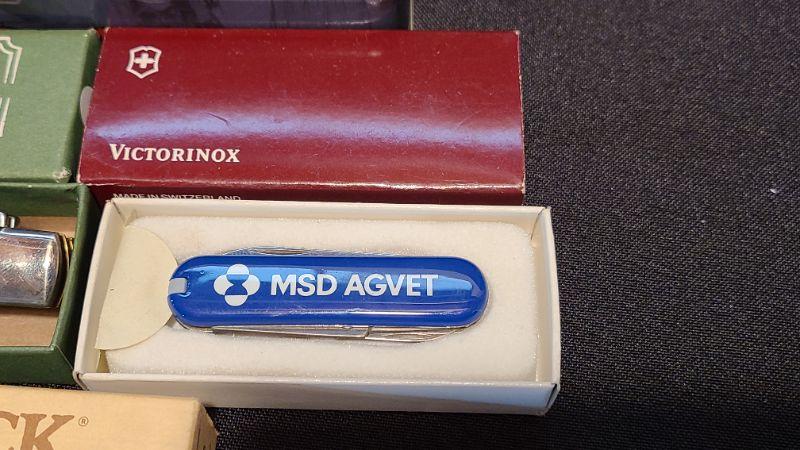 VICTORINOX
MADE IN SWITZERLAND
MSD AGVET
CK®